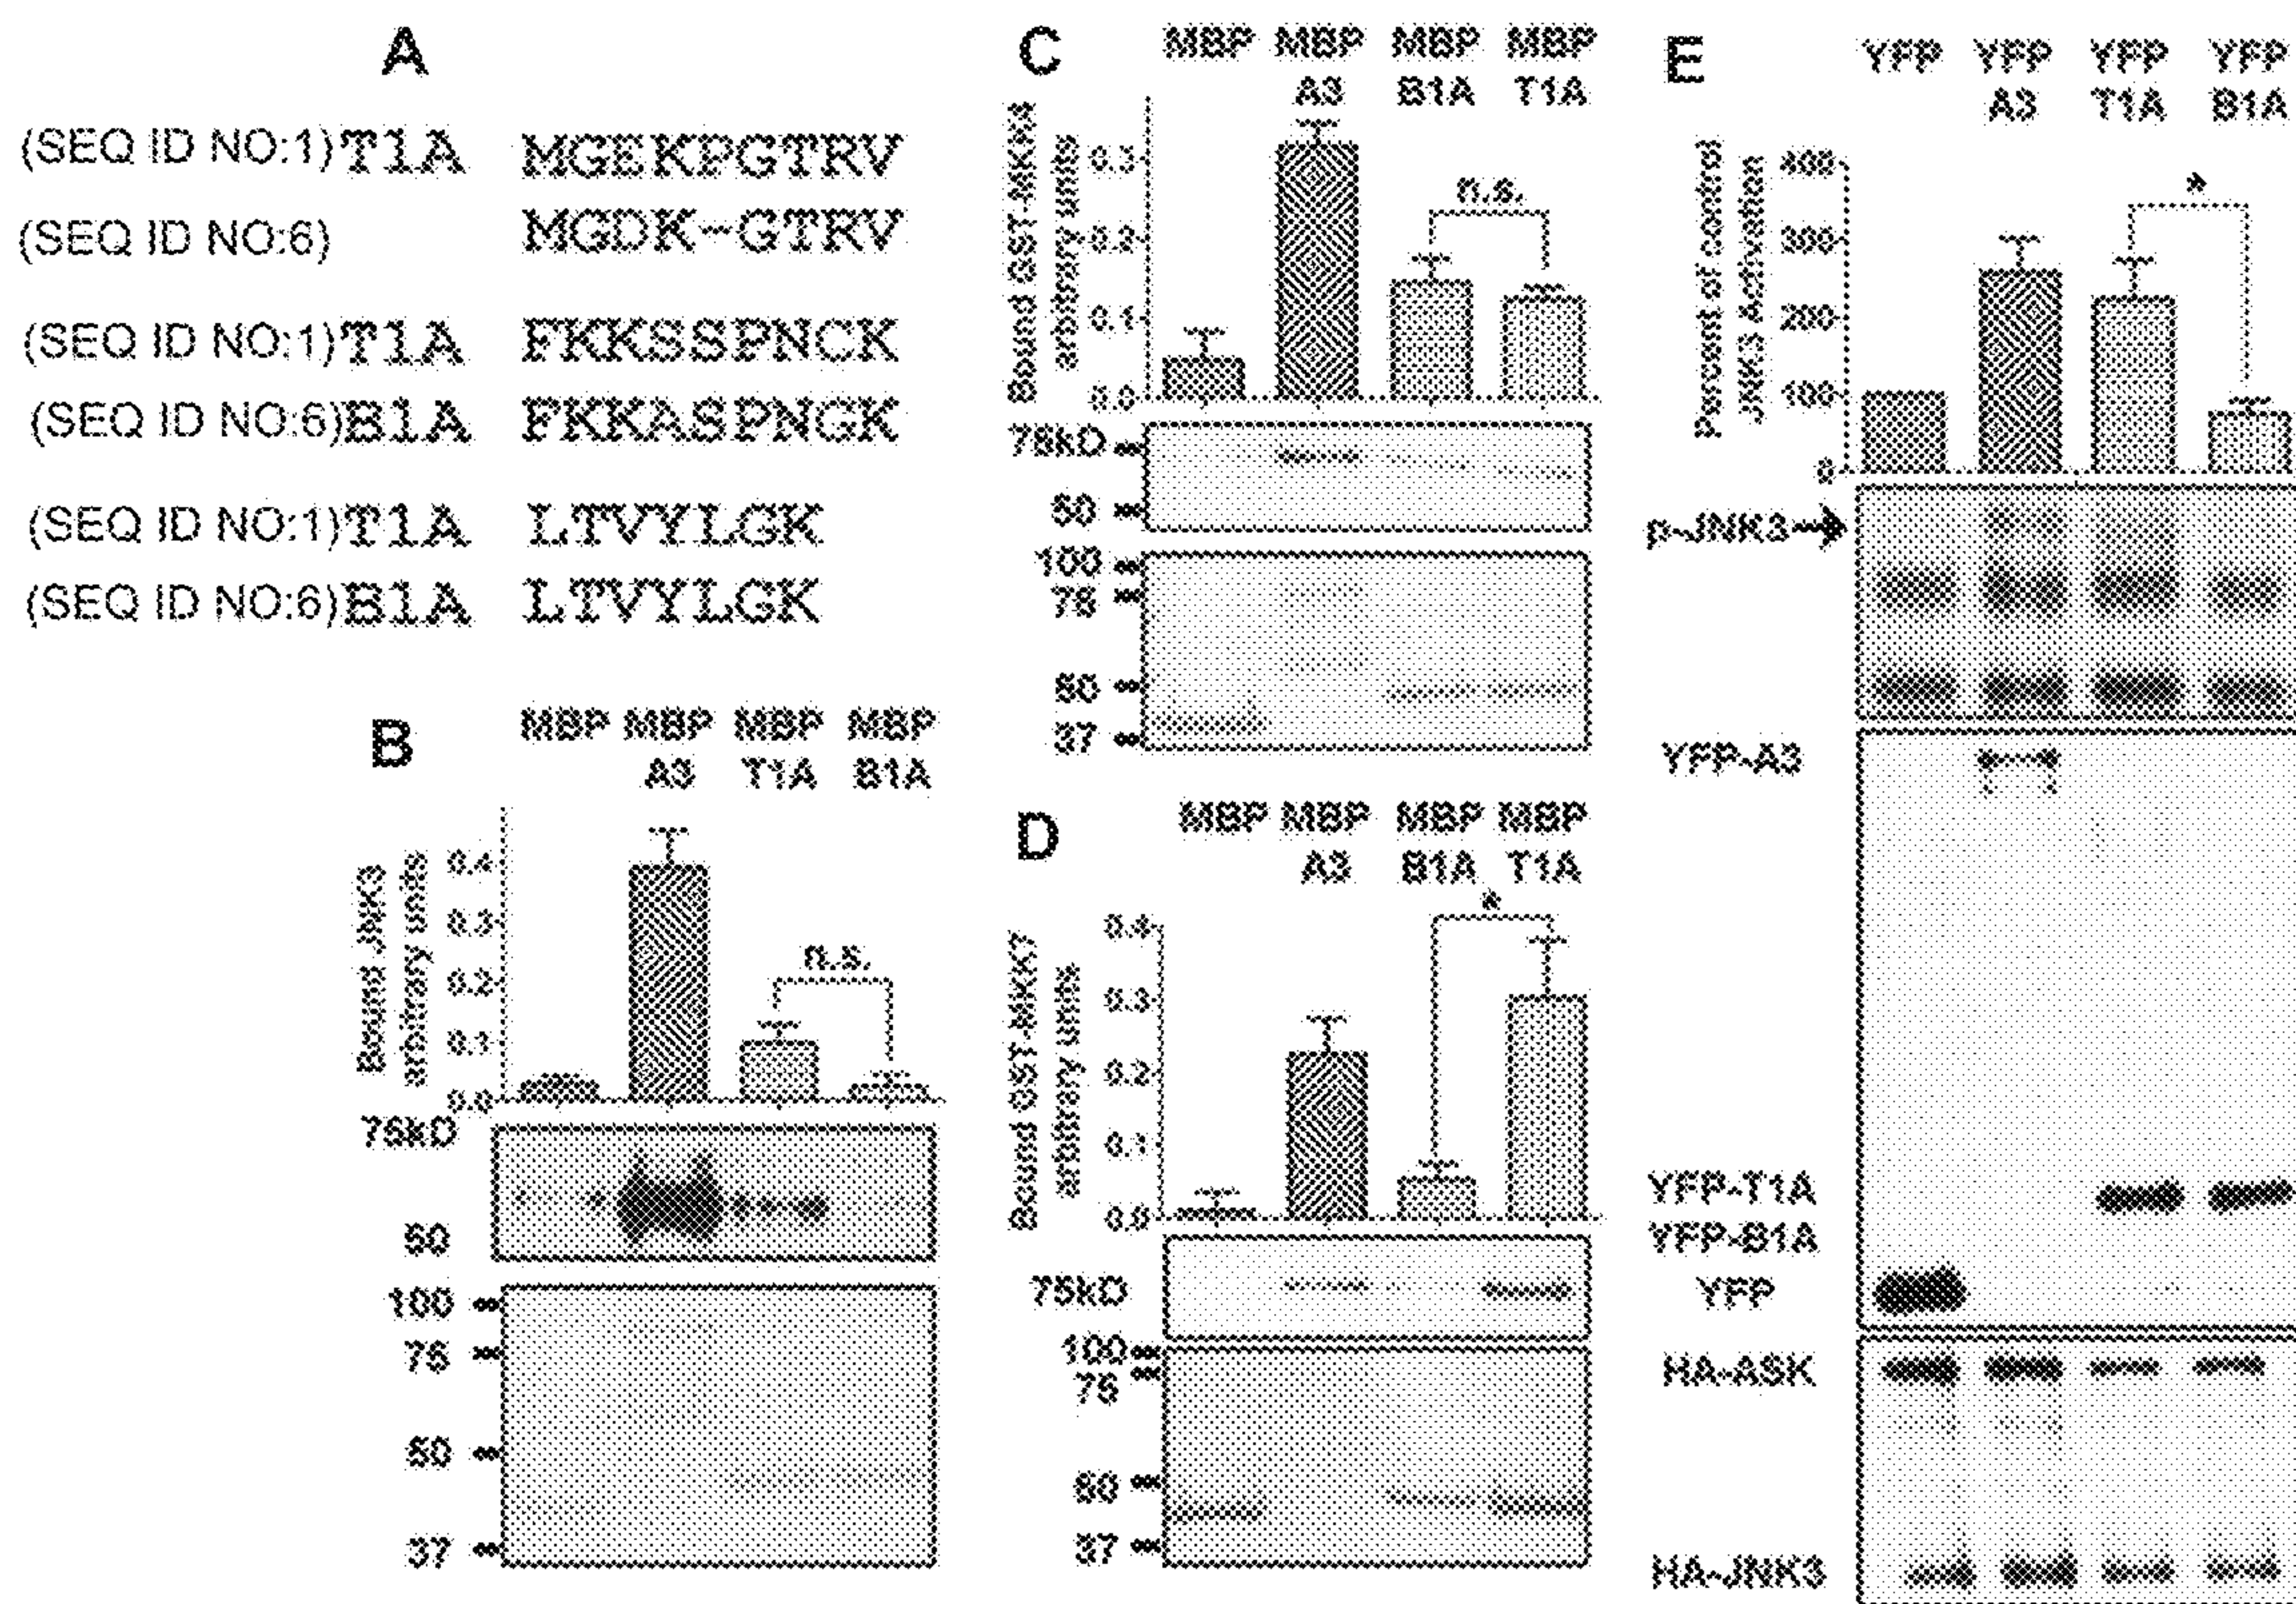 A
(SEQ ID NO:1) T1A MGEKPGTRV
(SEQ ID NO:6) MGDK-GTRV
(SEQ ID NO:1) T1A FKKSSPNCK
(SEQ ID NO:6) B1A FKKASPNGK
(SEQ ID NO:1) T1A LTVYLGK
(SEQ ID NO:6) B1A LTVYLGK
B
MBP MBP MBP MBP
A3 T1A B1A
Bound JNK3
arbitrary units
0.4
0.3
0.2
0.1
0.0
n.s.
75kD
50
100
75
50
37
C
MBP MBP MBP MBP
A3 B1A T1A
Bound GST-MKK4
arbitrary units
0.3
0.2
0.1
0.0
n.s.
75kD
50
100
75
50
37
D
MBP MBP MBP MBP
A3 B1A T1A
Bound GST-MKK7
arbitrary units
0.4
0.3
0.2
0.1
0.0
*
75kD
100
75
50
37
E
YFP YFP YFP YFP
A3 T1A B1A
Percent of control
JNK3 Activation
400
300
200
100
0
*
p-JNK3
YFP-A3
YFP-T1A
YFP-B1A
YFP
HA-ASK
HA-JNK3